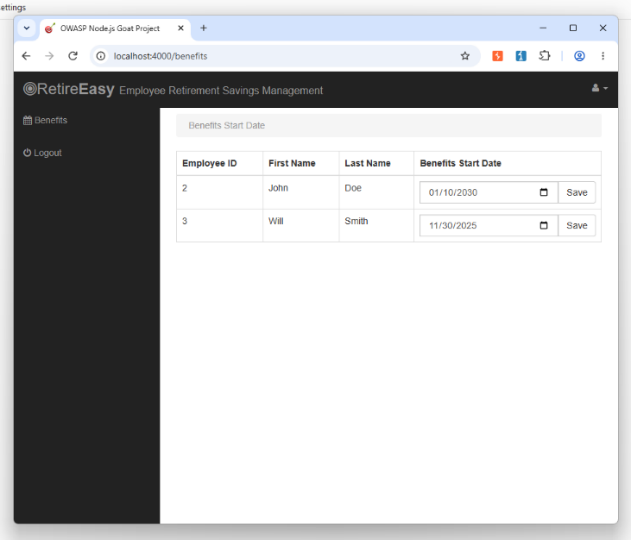 ettings
OWASP Node.js Goat Project
localhost:4000/benefits
RetireEasy Employee Retirement Savings Management
Benefits
Logout
Benefits Start Date
Employee ID First Name Last Name Benefits Start Date
2 John Doe 01/10/2030 Save
3 Will Smith 11/30/2025 Save